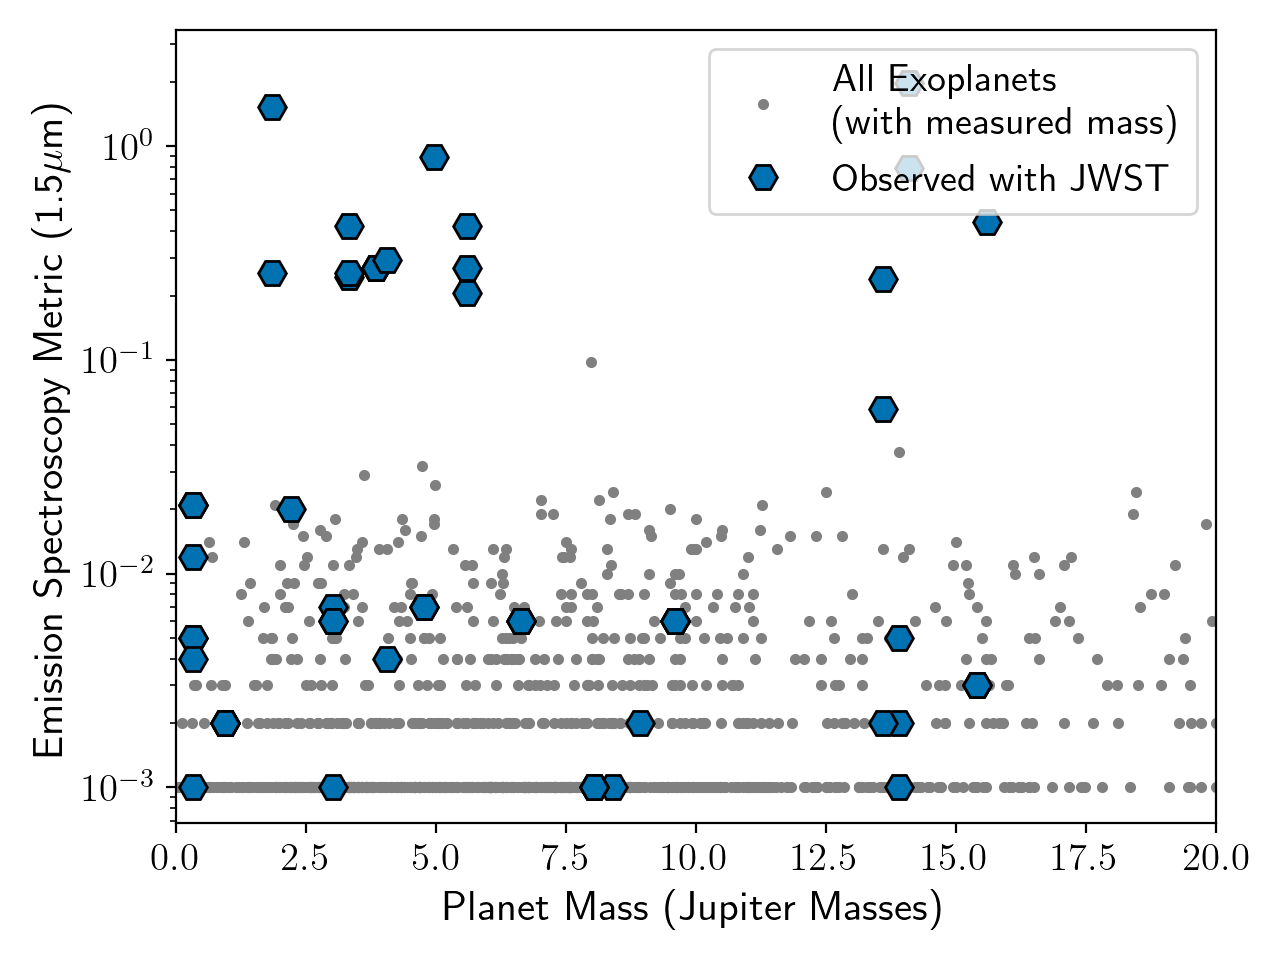 All Exoplanets
(with measured mass)
Observed with JWST
Emission Spectroscopy Metric (1.5μm)
10⁰
10⁻¹
10⁻²
10⁻³
0.0 2.5 5.0 7.5 10.0 12.5 15.0 17.5 20.0
Planet Mass (Jupiter Masses)